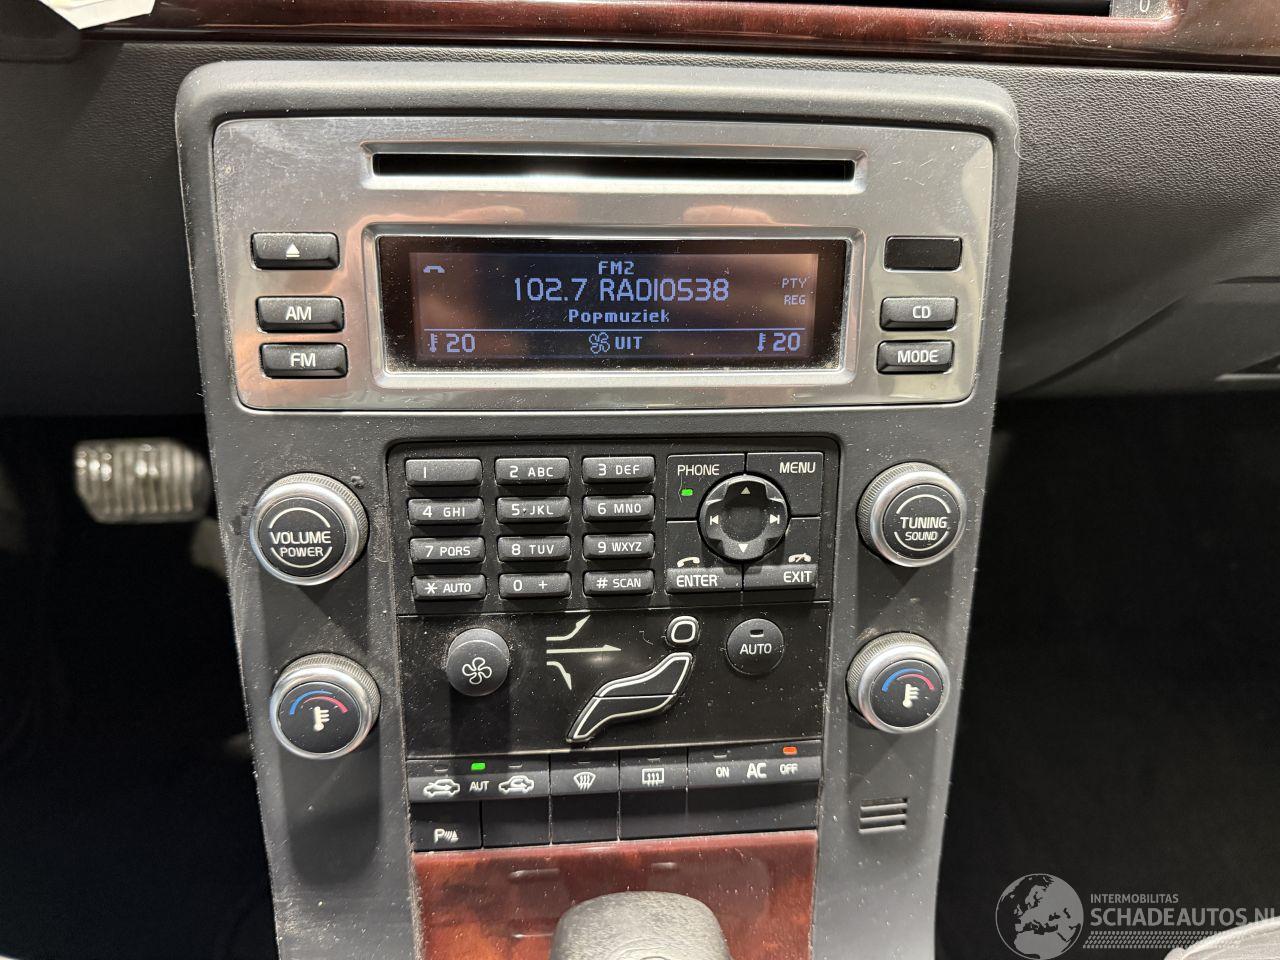 0
FM2
102.7 RADIO538
PTY
REG
Popmuziek
20 UIT 20
AM
FM
CD
MODE
1
2 ABC
3 DEF
4 GHI
5·JKL
6 MNO
7 PQRS
8 TUV
9 WXYZ
* AUTO
0 +
# SCAN
PHONE
MENU
ENTER
EXIT
VOLUME
POWER
TUNING
SOUND
AUTO
AUT
ON AC OFF
P
INTERMOBILITAS
SCHADEAUTOS.NL